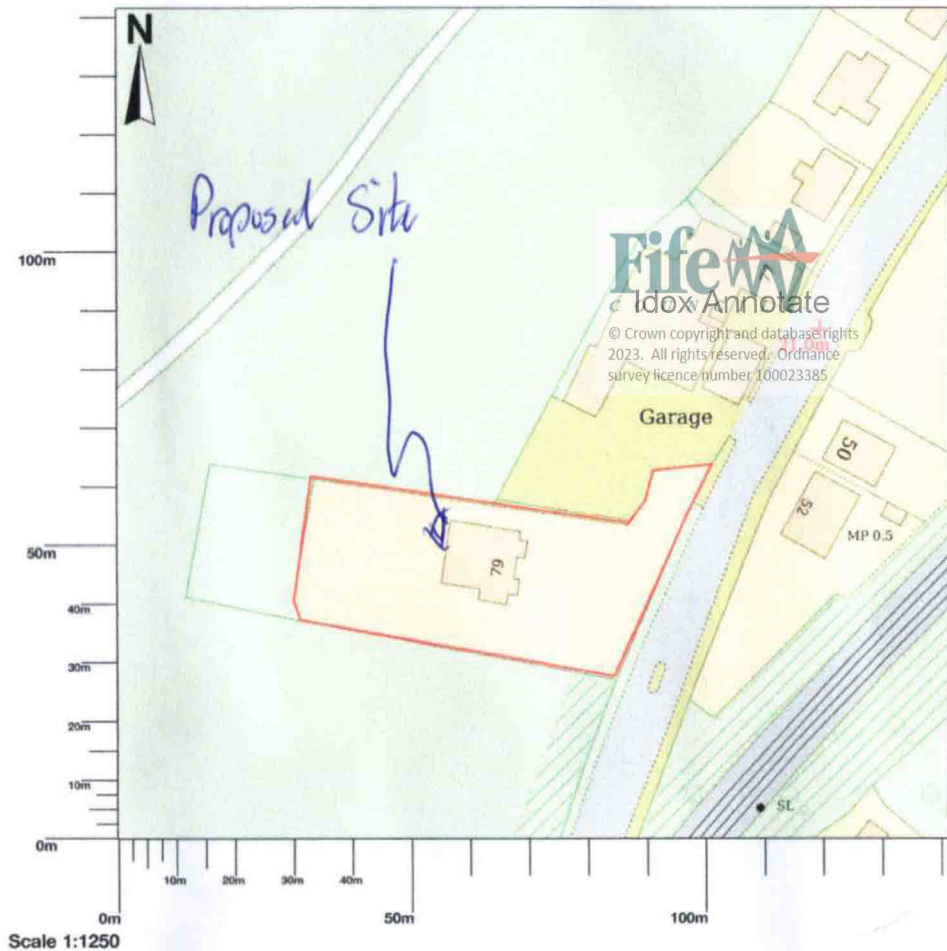 N
Proposed Site
Fife
COUNCIL
Idox Annotate
© Crown copyright and database rights
2023. All rights reserved. Ordnance
survey licence number 100023385
Garage
50
52
MP 0.5
79
SL
100m
50m
40m
30m
20m
10m
0m
10m
20m
30m
40m
0m
50m
100m
Scale 1:1250